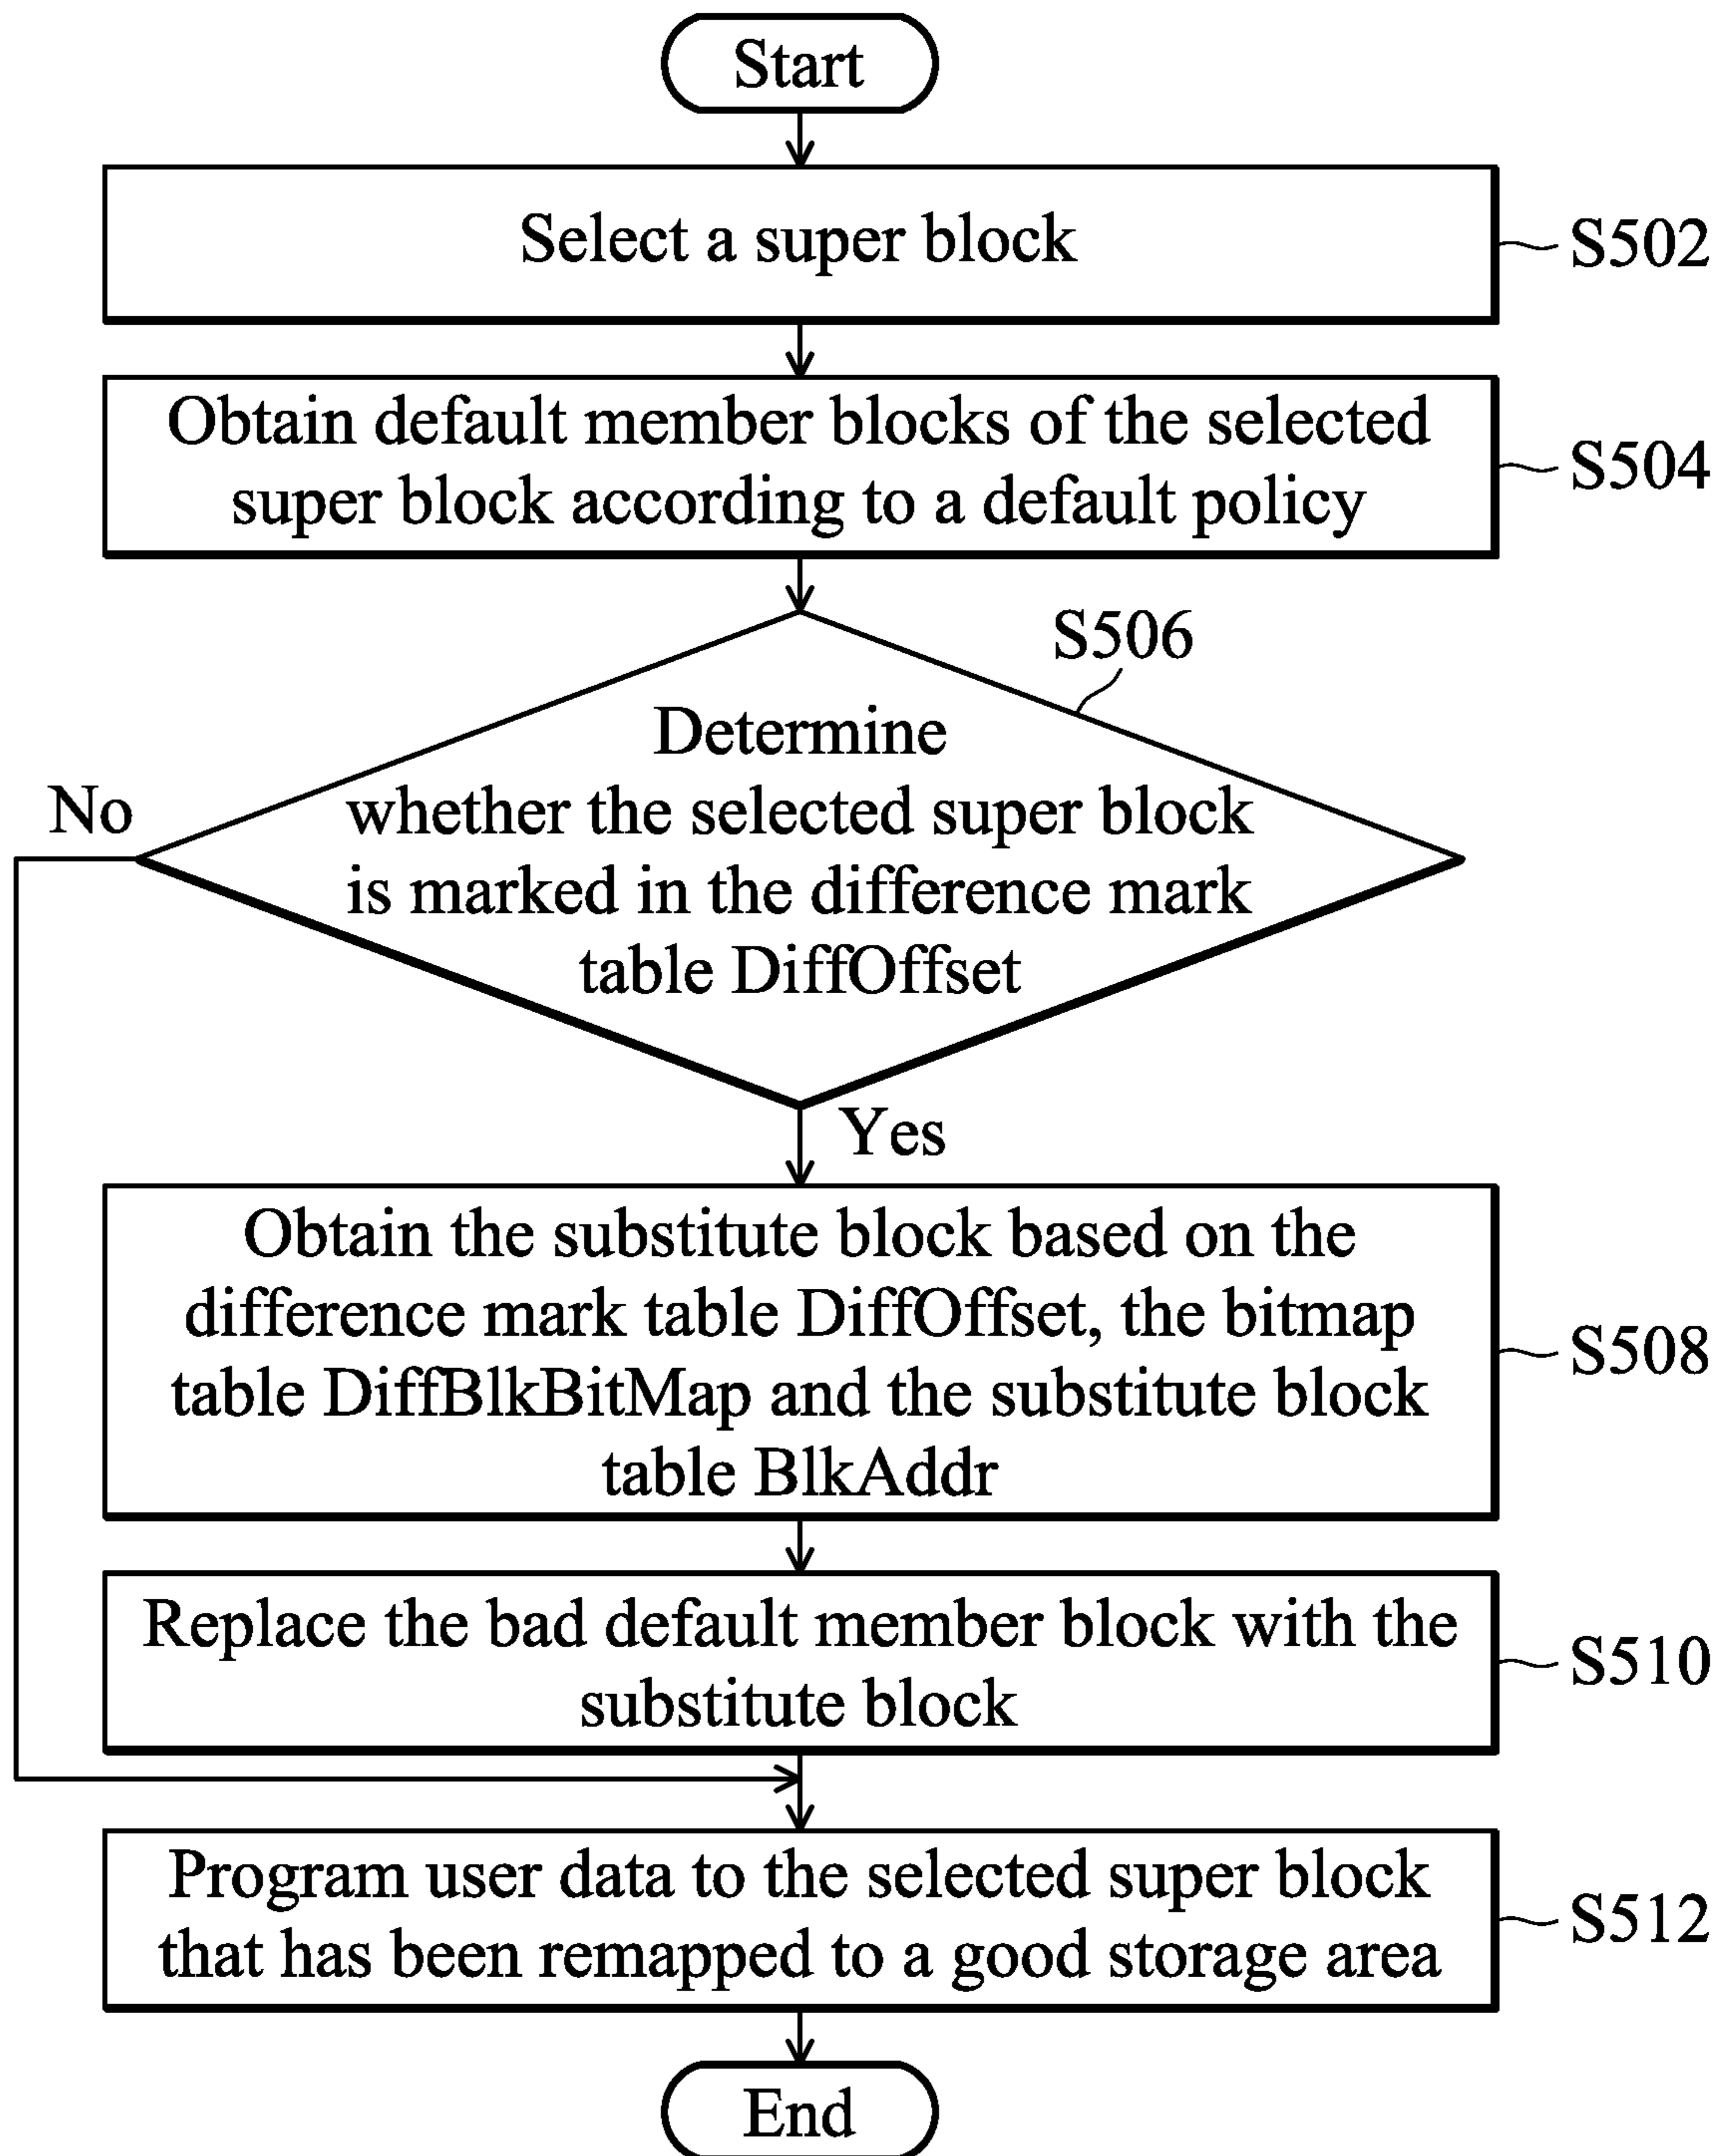 Start
Select a super block
S502
Obtain default member blocks of the selected
super block according to a default policy
S504
S506
Determine
whether the selected super block
is marked in the difference mark
table DiffOffset
No
Yes
Obtain the substitute block based on the
difference mark table DiffOffset, the bitmap
table DiffBlkBitMap and the substitute block
table BlkAddr
S508
Replace the bad default member block with the
substitute block
S510
Program user data to the selected super block
that has been remapped to a good storage area
S512
End